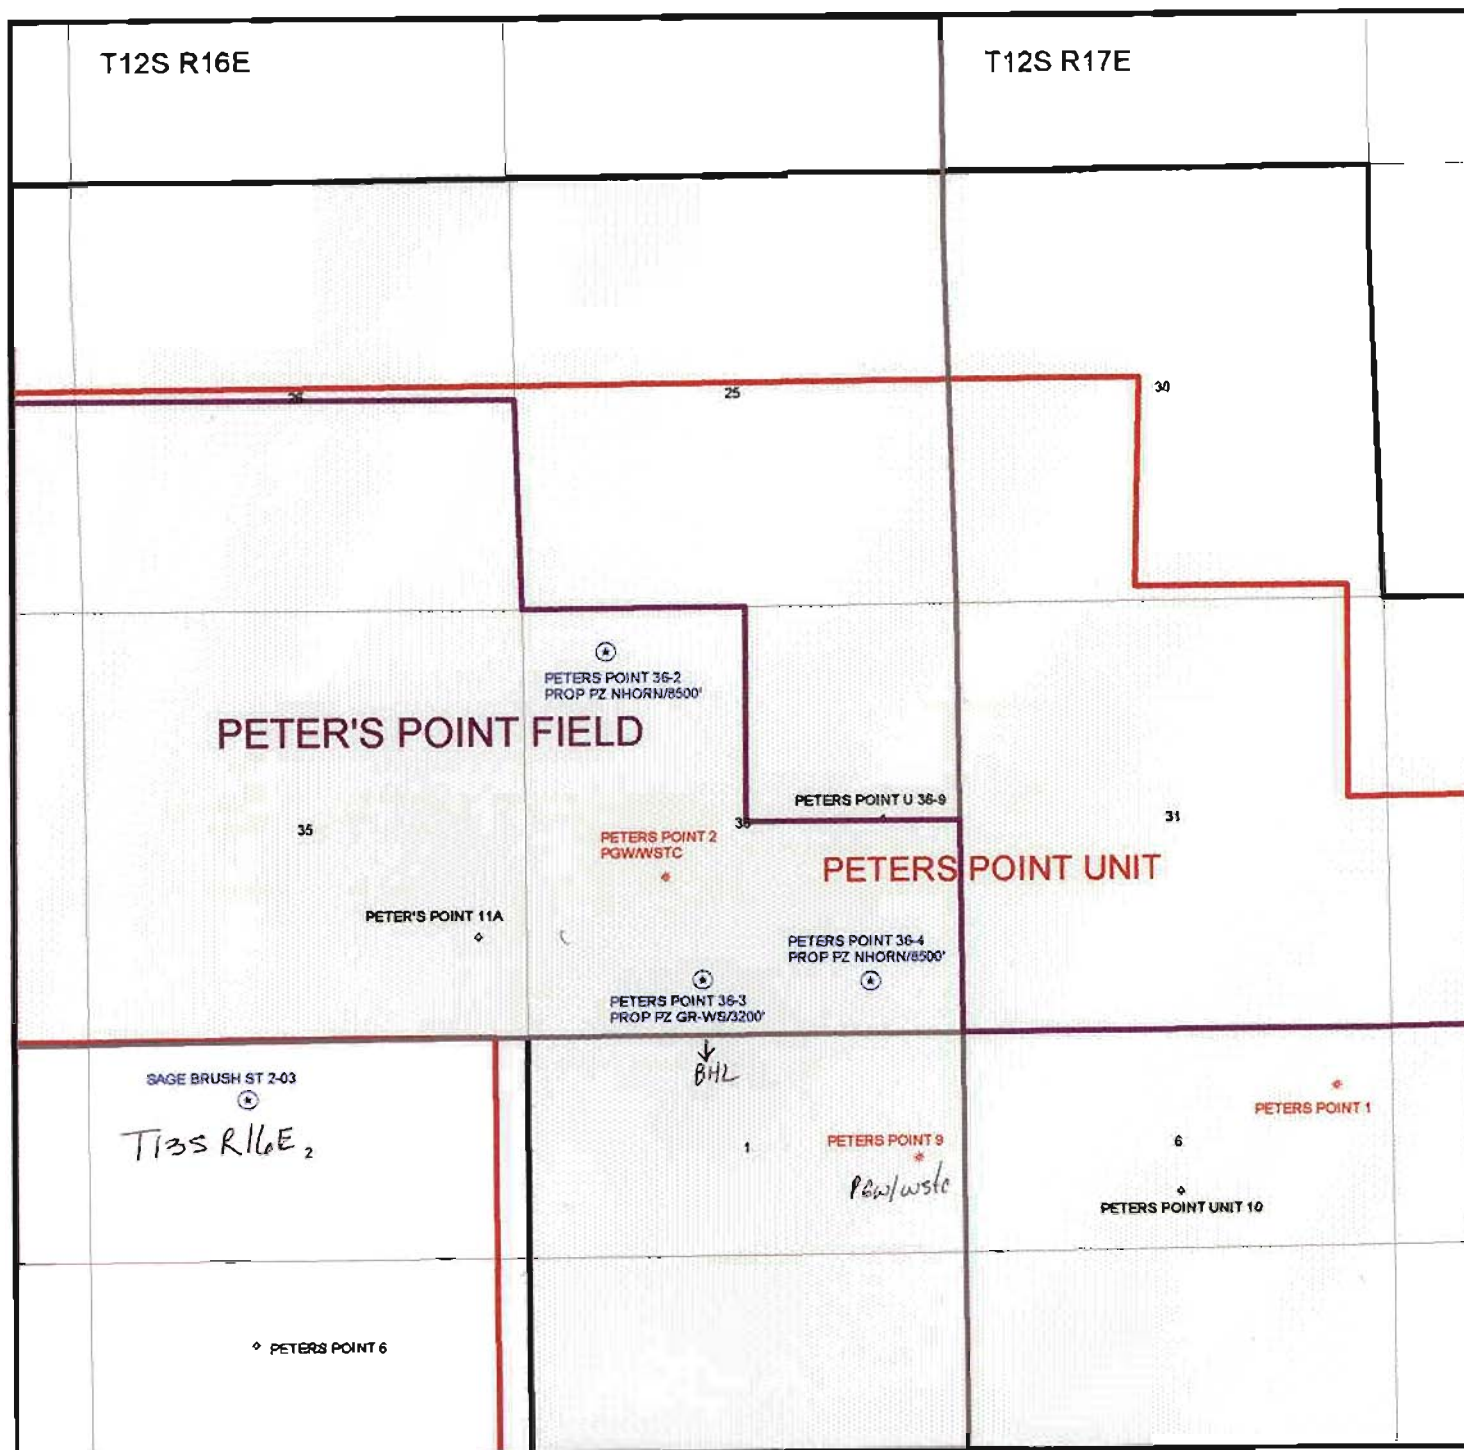 T12S R16E
T12S R17E
26
25
30
PETERS POINT 36-2
PROP PZ NHORN/8500'
PETER'S POINT FIELD
PETERS POINT U 36-9
35
36
31
PETERS POINT 2
PGW/WSTC
PETERS POINT UNIT
PETER'S POINT 11A
PETERS POINT 36-4
PROP PZ NHORN/8500'
PETERS POINT 36-3
PROP PZ GR-WS/3200'
BHL
SAGE BRUSH ST 2-03
T13S R16E
2
PETERS POINT 1
1
PETERS POINT 9
PGW/WSTC
6
PETERS POINT UNIT 10
PETERS POINT 6